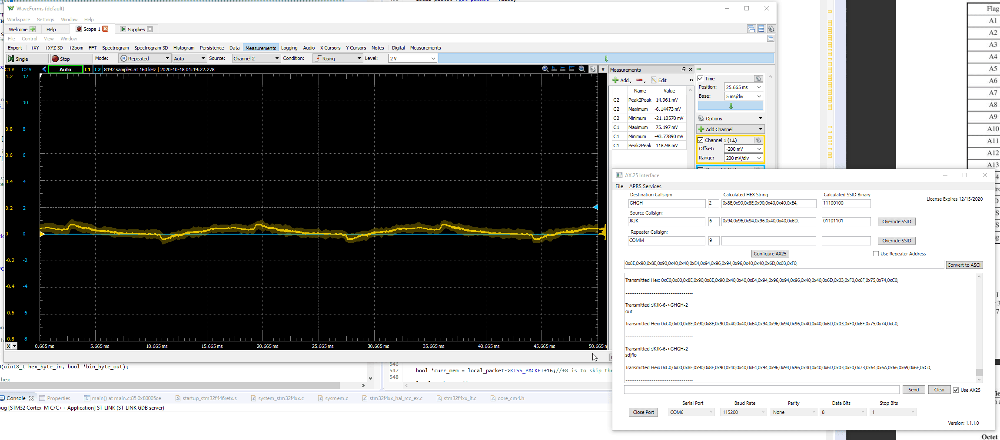 WaveForms (default)
Workspace Settings Window Help
Welcome Help Scope 1 Supplies
File Control View Window
Export +XY +XYZ 3D +Zoom FFT Spectrogram Spectrogram 3D Histogram Persistence Data Measurements Logging Audio X Cursors Y Cursors Notes Digital Measurements
Single Stop Mode: Repeated Auto Source: Channel 2 Condition: Rising Level: 2 V
C1 V C2 V Auto C1 C2 8192 samples at 160 kHz | 2020-10-18 01:19:22.278 Y
1.2 12
1 10
0.8 8
0.6 6
0.4 4
0.2 2
0 0
-0.2 -2
-0.4 -4
-0.6 -6
-0.8 -8
X 0.665 ms 5.665 ms 10.665 ms 15.665 ms 20.665 ms 25.665 ms 30.665 ms 35.665 ms 40.665 ms 45.665 ms 50.665 m
Measurements
Add Edit »
Name Value
C2 Peak2Peak 14.961 mV
C2 Maximum -6.14473 mV
C2 Minimum -21.10570 mV
C1 Maximum 75.197 mV
C1 Minimum -43.77890 mV
C1 Peak2Peak 118.98 mV
Time
Position: 25.665 ms
Base: 5 ms/div
Options
Add Channel
Channel 1 (1±)
Offset: -200 mV
Range: 200 mV/div
Flag
A1
A2
A3
A4
A5
A6
A7
A8
A9
A10
A11
A12
A13
AX.25 Interface
File APRS Services
Destination Callsign: Calculated HEX String Calculated SSID Binary
GHGH 2 0x8E,0x90,0x8E,0x90,0x40,0x40,0xE4, 11100100 License Expires 12/15/2020
Source Callsign:
JKJK 6 0x94,0x96,0x94,0x96,0x40,0x40,0x6D, 01101101 Override SSID
Repeater Callsign:
COMM 9 Override SSID
Configure AX25 Use Repeater Address
0x8E,0x90,0x8E,0x90,0x40,0x40,0xE4,0x94,0x96,0x94,0x96,0x40,0x40,0x6D,0x03,0xF0, Convert to ASCII
Transmitted Hex: 0xC0,0x00,0x8E,0x90,0x8E,0x90,0x40,0x40,0xE4,0x94,0x96,0x94,0x96,0x40,0x40,0x6D,0x03,0xF0,0x6F,0x75,0x74,0xC0,
------------------------------------
Transmitted :JKJK-6->GHGH-2
out
Transmitted Hex: 0xC0,0x00,0x8E,0x90,0x8E,0x90,0x40,0x40,0xE4,0x94,0x96,0x94,0x96,0x40,0x40,0x6D,0x03,0xF0,0x6F,0x75,0x74,0xC0,
------------------------------------
Transmitted :JKJK-6->GHGH-2
sdjfio
Transmitted Hex: 0xC0,0x00,0x8E,0x90,0x8E,0x90,0x40,0x40,0xE4,0x94,0x96,0x94,0x96,0x40,0x40,0x6D,0x03,0xF0,0x73,0x64,0x6A,0x66,0x69,0x6F,0xC0,
------------------------------------
Send Clear Use AX25
Serial Port Baud Rate Parity Data Bits Stop Bits
Close Port COM6 115200 None 8 1
Version: 1.1.1.0
Octet
(uint8_t hex_byte_in, bool *bin_byte_out);
hex
546
547 bool *curr_mem = local_packet->KISS_PACKET+16;//+8 is to skip the
548
Console Properties main() at main.c:85 0x80005ce startup_stm32f446retx.s system_stm32f4xx.c sysmem.c stm32f4xx_hal_rcc_ex.c stm32f4xx_it.c core_cm4.h
bug [STM32 Cortex-M C/C++ Application] ST-LINK (ST-LINK GDB server)